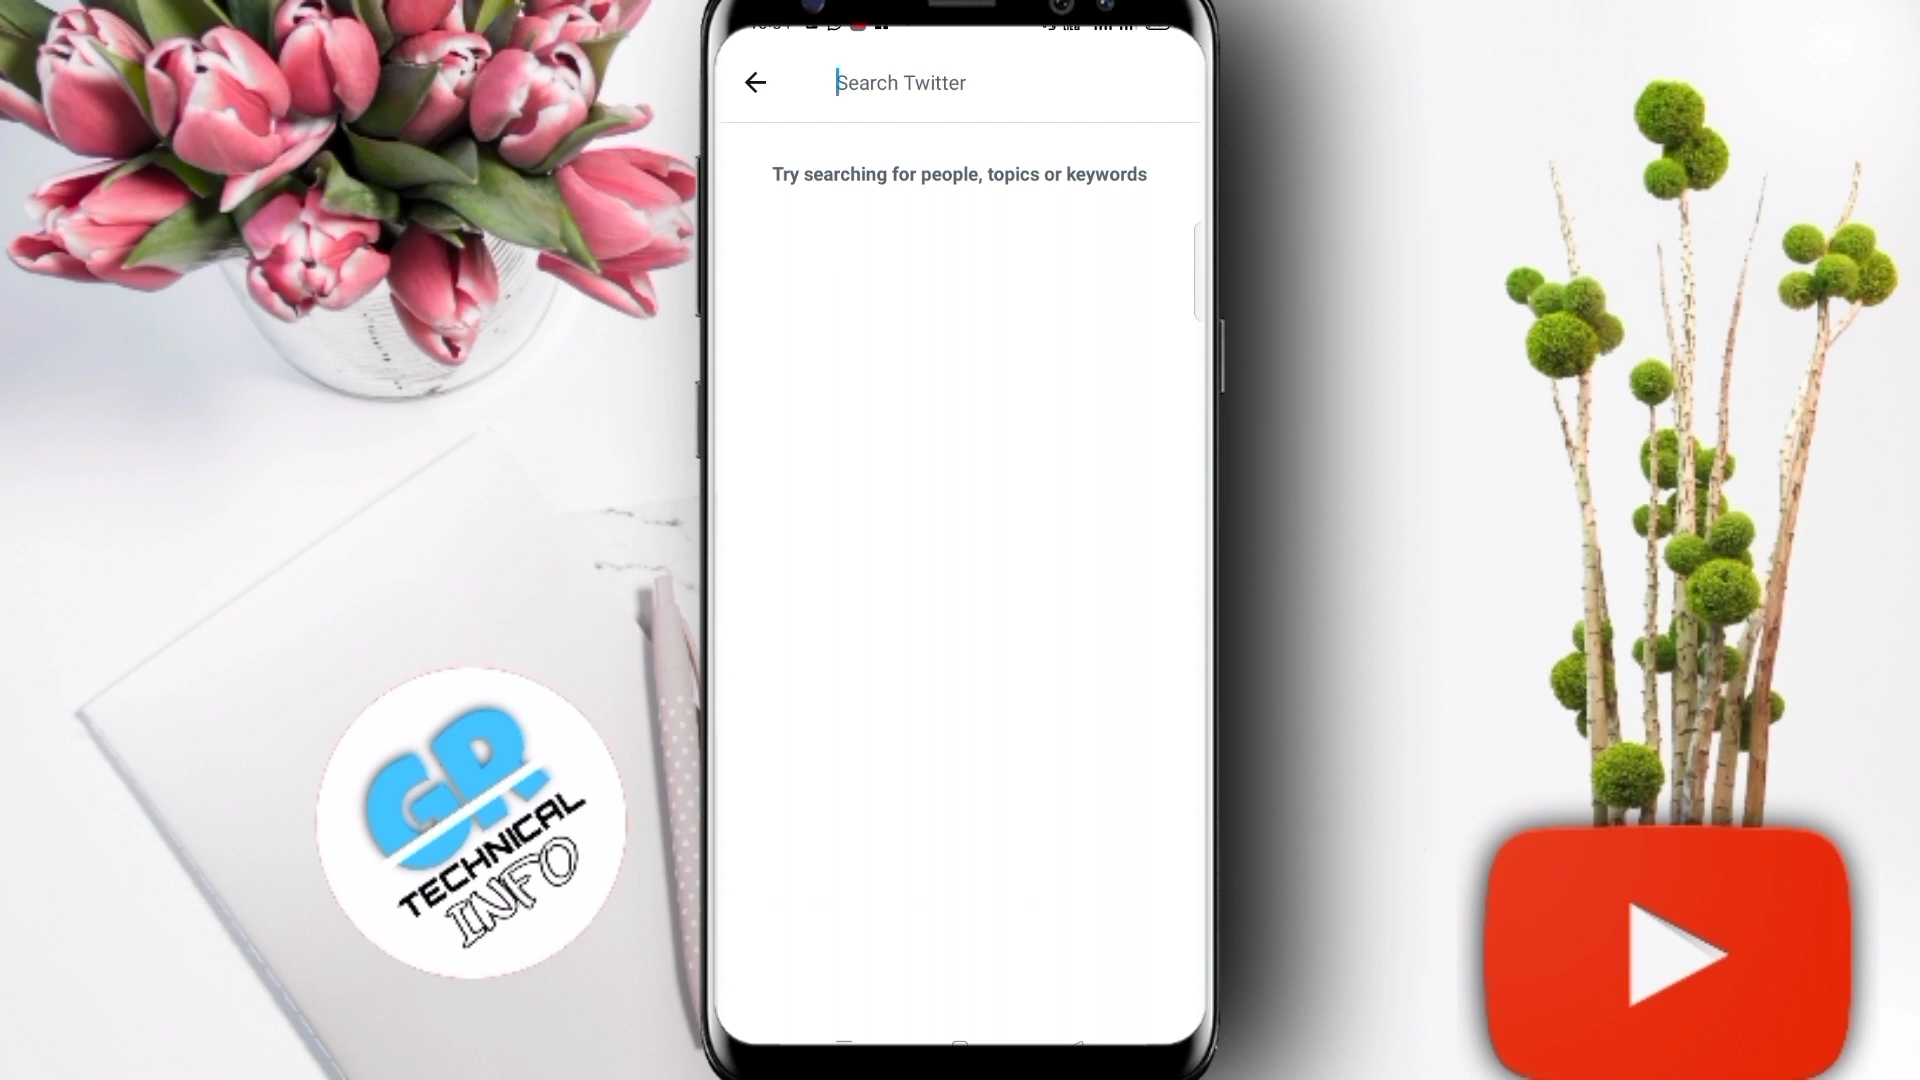 Search Twitter
Try searching for people, topics or keywords
GR
TECHNICAL
INFO